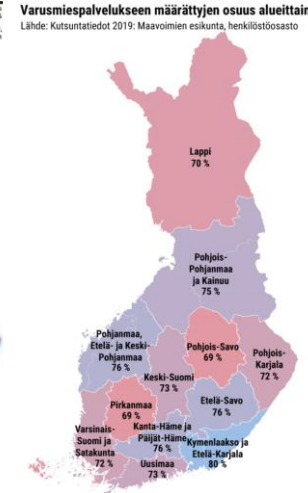 Varusmiespalvelukseen määrättyjen osuus alueittain
Lähde: Kutsuntatiedot 2019: Maavoimien esikunta, henkilöstöosasto
Lappi
70 %
Pohjois-
Pohjanmaa
ja Kainuu
75 %
Pohjanmaa,
Etelä- ja Keski-
Pohjanmaa
76 %
Pohjois-Savo
69 %
Pohjois-
Karjala
72 %
Keski-Suomi
73 %
Pirkanmaa
69 %
Etelä-Savo
76 %
Varsinais-
Suomi ja
Satakunta
72 %
Kanta-Häme ja
Päijät-Häme
76 %
Kymenlaakso ja
Etelä-Karjala
80 %
Uusimaa
73 %